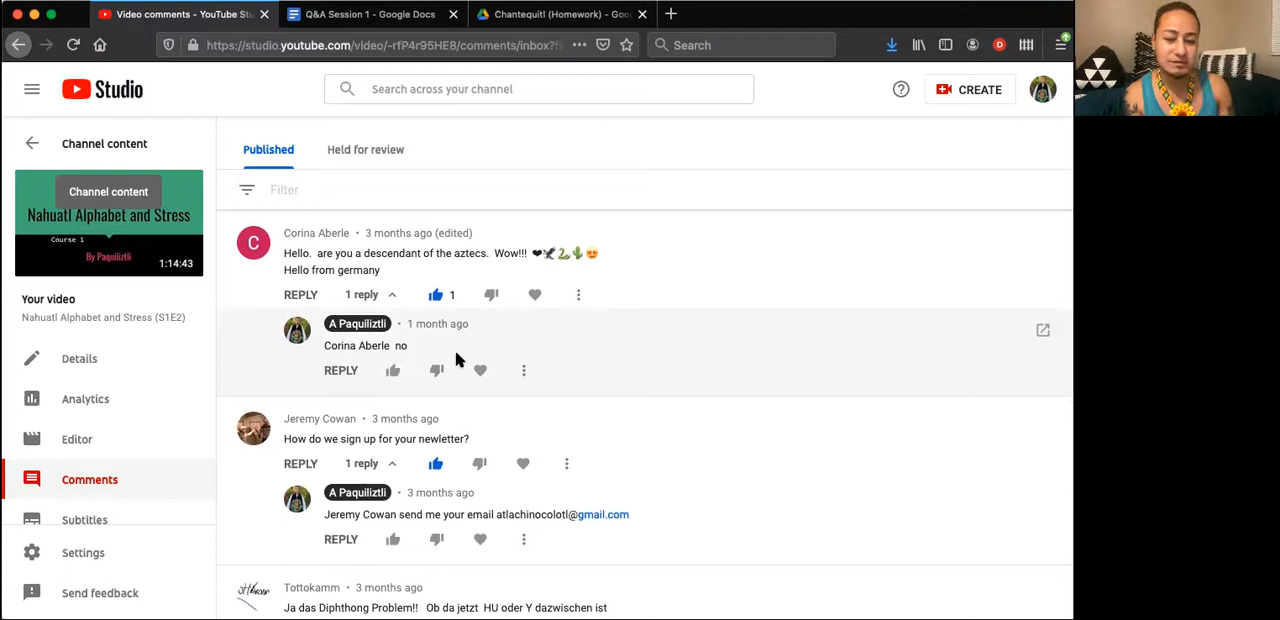 Video comments - YouTube Stu
Q&A Session 1 - Google Docs
Chantequitl (Homework) - Goog
https://studio.youtube.com/video/-rfP4r95HE8/comments/inbox?fi
Search
Studio
Search across your channel
CREATE
Channel content
Channel content
Nahuatl Alphabet and Stress
Course 1
By Paquiliztli
1:14:43
Your video
Nahuatl Alphabet and Stress (S1E2)
Details
Analytics
Editor
Comments
Subtitles
Settings
Send feedback
Published
Held for review
Filter
C
Corina Aberle • 3 months ago (edited)
Hello. are you a descendant of the aztecs. Wow!!! ❤🦅🐍🌵😍
Hello from germany
REPLY 1 reply 1
A Paquiliztli • 1 month ago
Corina Aberle no
REPLY
Jeremy Cowan • 3 months ago
How do we sign up for your newletter?
REPLY 1 reply
A Paquiliztli • 3 months ago
Jeremy Cowan send me your email atlachinocolotl@gmail.com
REPLY
Tottokamm • 3 months ago
Ja das Diphthong Problem!! Ob da jetzt HU oder Y dazwischen ist